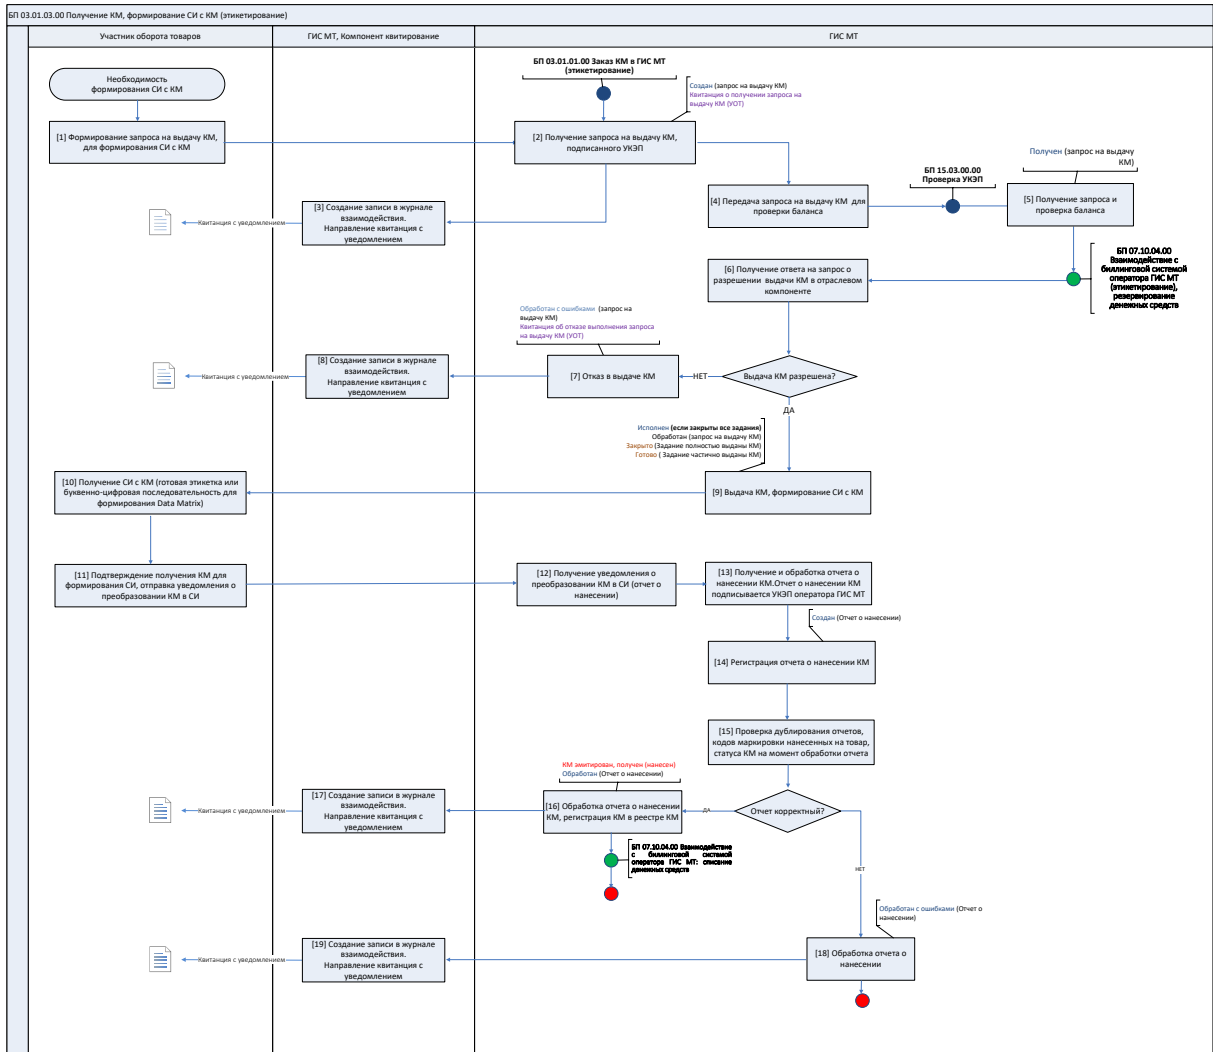 БП 03.01.03.00 Получение КМ, формирование СИ с КМ (этикетирование)
Участник оборота товаров
ГИС МТ, Компонент квитирование
ГИС МТ
Необходимость
формирования СИ с КМ
БП 03.01.01.00 Заказ КМ в ГИС МТ
(этикетирование)
Создан (запрос на выдачу КМ)
Квитанция о получении запроса на
выдачу КМ (УОТ)
[1] Формирование запроса на выдачу КМ,
для формирования СИ с КМ
[2] Получение запроса на выдачу КМ,
подписанного УКЭП
Получен (запрос на выдачу
КМ)
БП 15.03.00.00
Проверка УКЭП
[3] Создание записи в журнале
взаимодействия.
Направление квитанция с
уведомлением
Квитанция с уведомлением
[4] Передача запроса на выдачу КМ для
проверки баланса
[5] Получение запроса и
проверка баланса
[6] Получение ответа на запрос о
разрешении выдачи КМ в отраслевом
компоненте
БП 07.10.04.00
Взаимодействие с
биллинговой системой
оператора ГИС МТ
(этикетирование),
резервирование
денежных средств
Обработан с ошибками (запрос на
выдачу КМ)
Квитанция об отказе выполнения запроса
на выдачу КМ (УОТ)
[8] Создание записи в журнале
взаимодействия.
Направление квитанция с
уведомлением
Квитанция с уведомлением
[7] Отказ в выдаче КМ
НЕТ
Выдача КМ разрешена?
ДА
Исполнен (если закрыты все задания)
Обработан (запрос на выдачу КМ)
Закрыто (Задание полностью выданы КМ)
Готово ( Задание частично выданы КМ)
[10] Получение СИ с КМ (готовая этикетка или
буквенно-цифровая последовательность для
формирования Data Matrix)
[9] Выдача КМ, формирование СИ с КМ
[11] Подтверждение получения КМ для
формирования СИ, отправка уведомления о
преобразовании КМ в СИ
[12] Получение уведомления о
преобразовании КМ в СИ (отчет о
нанесении)
[13] Получение и обработка отчета о
нанесении КМ.Отчет о нанесении КМ
подписывается УКЭП оператора ГИС МТ
Создан (Отчет о нанесении)
[14] Регистрация отчета о нанесении КМ
[15] Проверка дублирования отчетов,
кодов маркировки нанесенных на товар,
статуса КМ на момент обработки отчета
КМ эмитирован, получен (нанесен)
Обработан (Отчет о нанесении)
[17] Создание записи в журнале
взаимодействия.
Направление квитанция с
уведомлением
Квитанция с уведомлением
[16] Обработка отчета о нанесении
КМ, регистрация КМ в реестре КМ
ДА
Отчет корректный?
БП 07.10.04.00 Взаимодействие
с биллинговой системой
оператора ГИС МТ: списание
денежных средств
НЕТ
Обработан с ошибками (Отчет о
нанесении)
[19] Создание записи в журнале
взаимодействия.
Направление квитанция с
уведомлением
Квитанция с уведомлением
[18] Обработка отчета о
нанесении